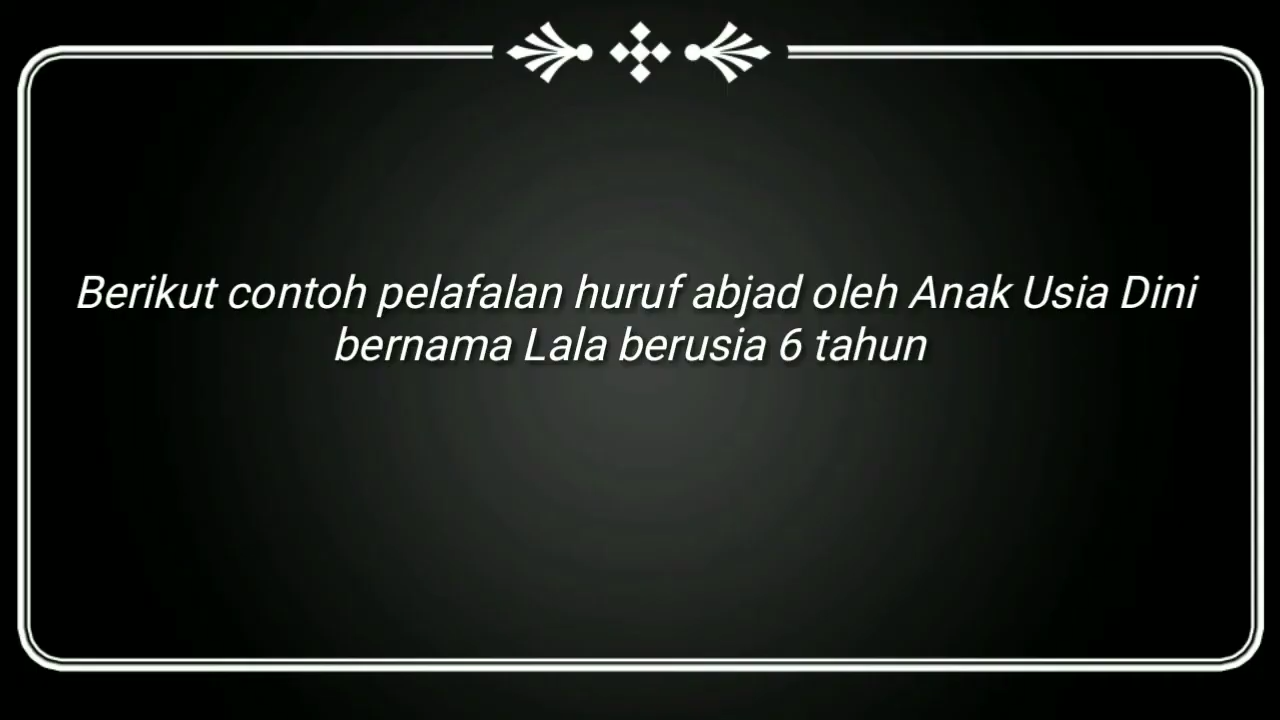 Berikut contoh pelafalan huruf abjad oleh Anak Usia Dini
bernama Lala berusia 6 tahun